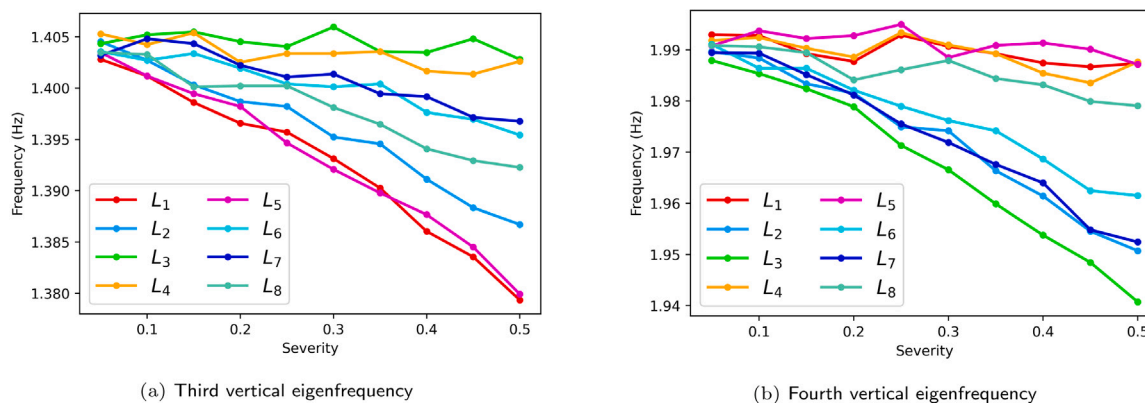 1.405
1.400
1.395
1.390
1.385
1.380
Frequency (Hz)
L1 L5
L2 L6
L3 L7
L4 L8
0.1 0.2 0.3 0.4 0.5
Severity
(a) Third vertical eigenfrequency
1.99
1.98
1.97
1.96
1.95
1.94
Frequency (Hz)
L1 L5
L2 L6
L3 L7
L4 L8
0.1 0.2 0.3 0.4 0.5
Severity
(b) Fourth vertical eigenfrequency